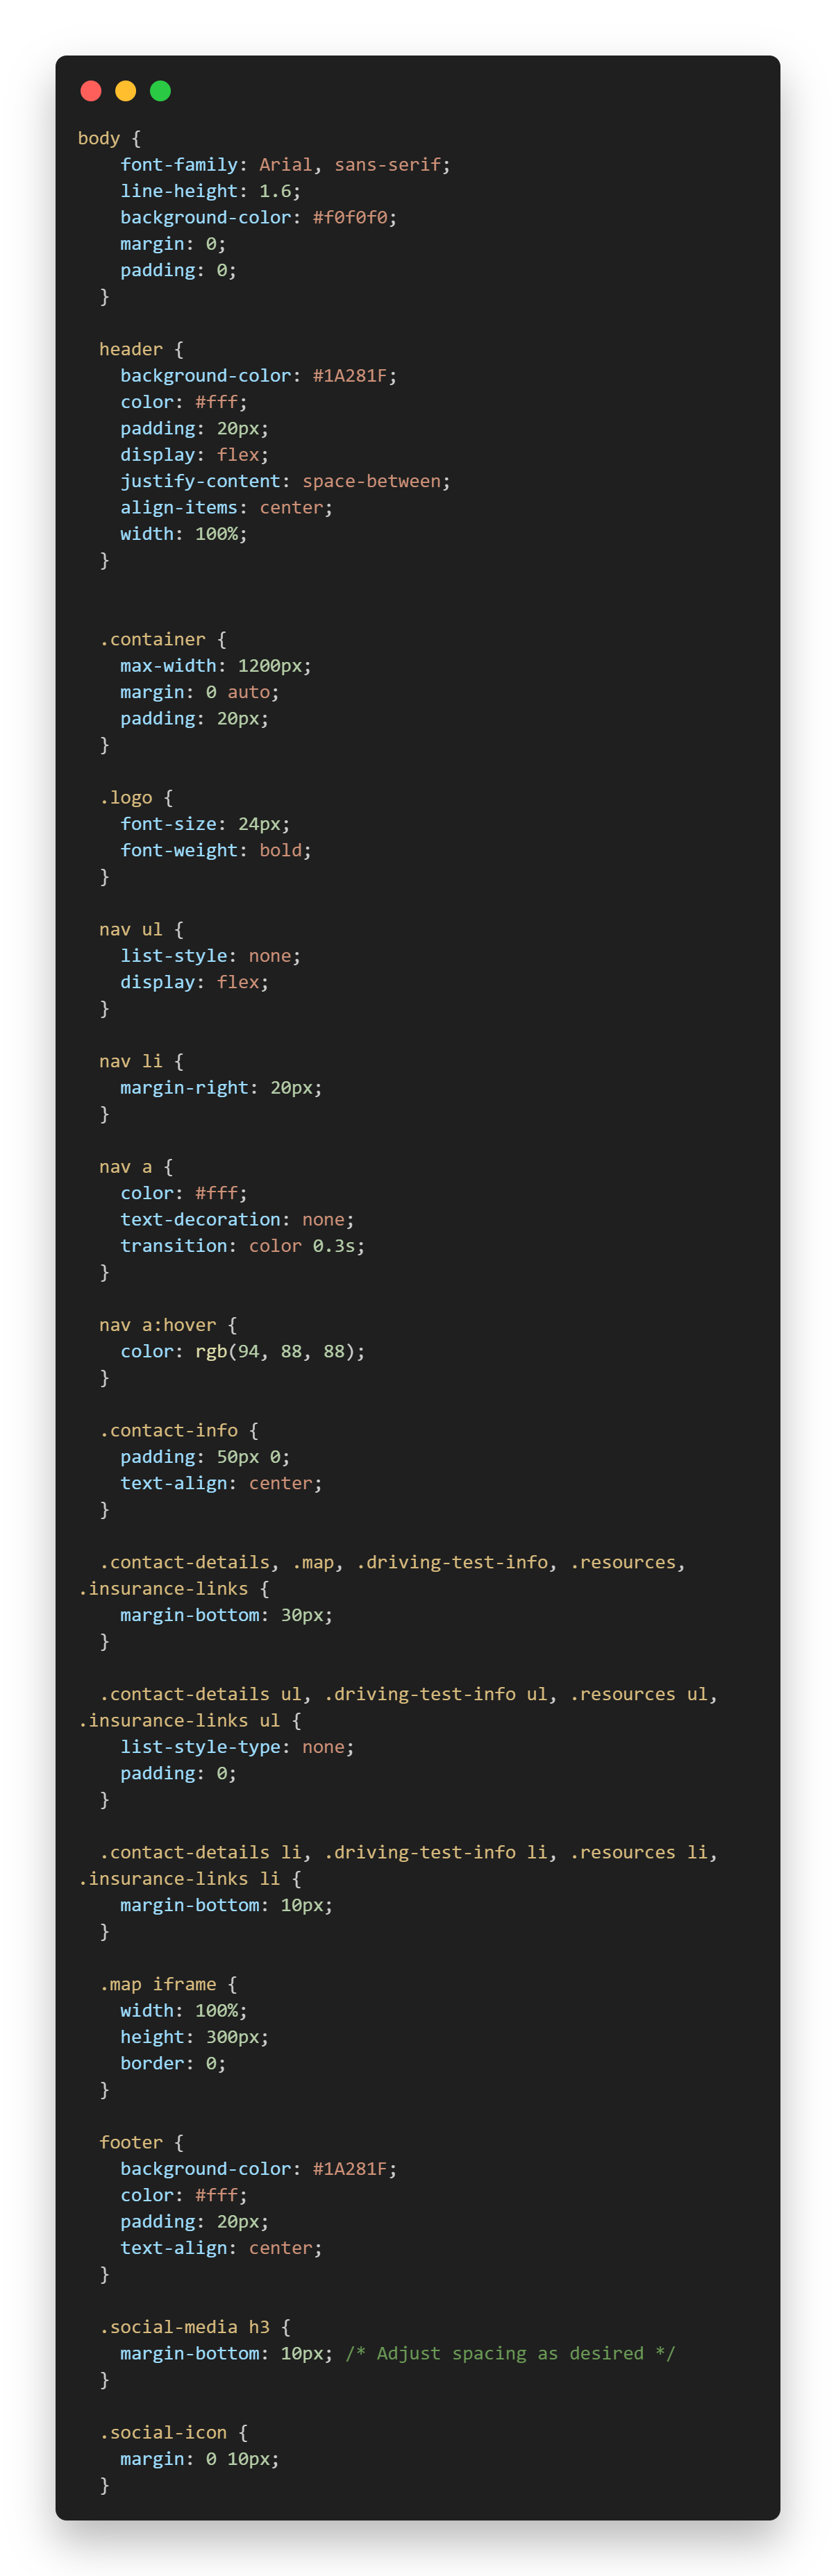 body {
    font-family: Arial, sans-serif;
    line-height: 1.6;
    background-color: #f0f0f0;
    margin: 0;
    padding: 0;
  }

  header {
    background-color: #1A281F;
    color: #fff;
    padding: 20px;
    display: flex;
    justify-content: space-between;
    align-items: center;
    width: 100%;
  }


  .container {
    max-width: 1200px;
    margin: 0 auto;
    padding: 20px;
  }

  .logo {
    font-size: 24px;
    font-weight: bold;
  }

  nav ul {
    list-style: none;
    display: flex;
  }

  nav li {
    margin-right: 20px;
  }

  nav a {
    color: #fff;
    text-decoration: none;
    transition: color 0.3s;
  }

  nav a:hover {
    color: rgb(94, 88, 88);
  }

  .contact-info {
    padding: 50px 0;
    text-align: center;
  }

  .contact-details, .map, .driving-test-info, .resources,
.insurance-links {
    margin-bottom: 30px;
  }

  .contact-details ul, .driving-test-info ul, .resources ul,
.insurance-links ul {
    list-style-type: none;
    padding: 0;
  }

  .contact-details li, .driving-test-info li, .resources li,
.insurance-links li {
    margin-bottom: 10px;
  }

  .map iframe {
    width: 100%;
    height: 300px;
    border: 0;
  }

  footer {
    background-color: #1A281F;
    color: #fff;
    padding: 20px;
    text-align: center;
  }

  .social-media h3 {
    margin-bottom: 10px; /* Adjust spacing as desired */
  }

  .social-icon {
    margin: 0 10px;
  }